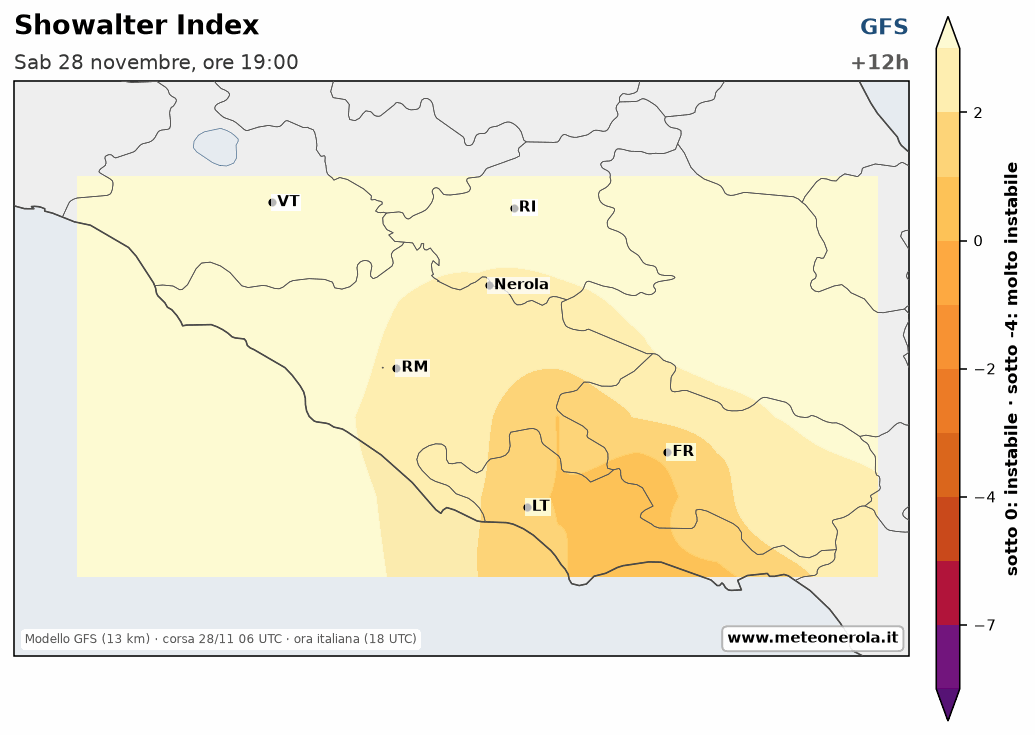 Showalter Index
GFS
Sab 28 novembre, ore 19:00
+12h
VT
RI
Nerola
RM
FR
LT
2
0
−2
−4
−7
sotto 0: instabile · sotto -4: molto instabile
Modello GFS (13 km) · corsa 28/11 06 UTC · ora italiana (18 UTC)
www.meteonerola.it